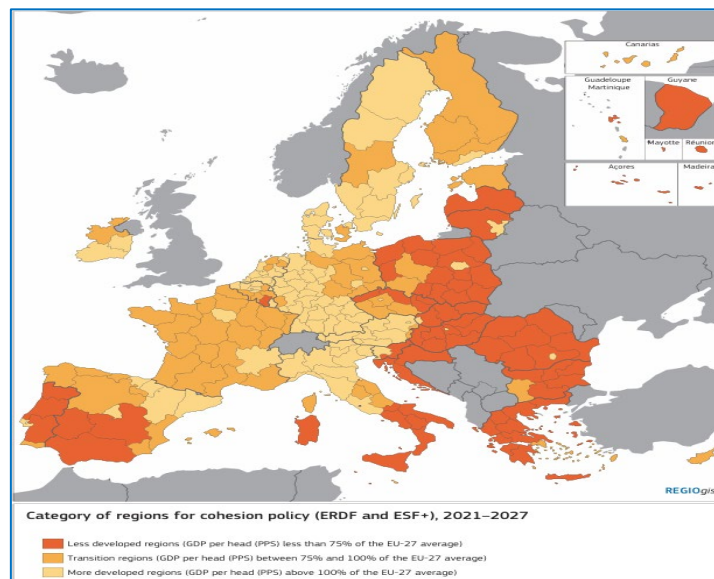 Canarias
Guadeloupe
Martinique
Guyane
Mayotte
Réunion
Açores
Madeira
REGIOgis
Category of regions for cohesion policy (ERDF and ESF+), 2021–2027
Less developed regions (GDP per head (PPS) less than 75% of the EU-27 average)
Transition regions (GDP per head (PPS) between 75% and 100% of the EU-27 average)
More developed regions (GDP per head (PPS) above 100% of the EU-27 average)